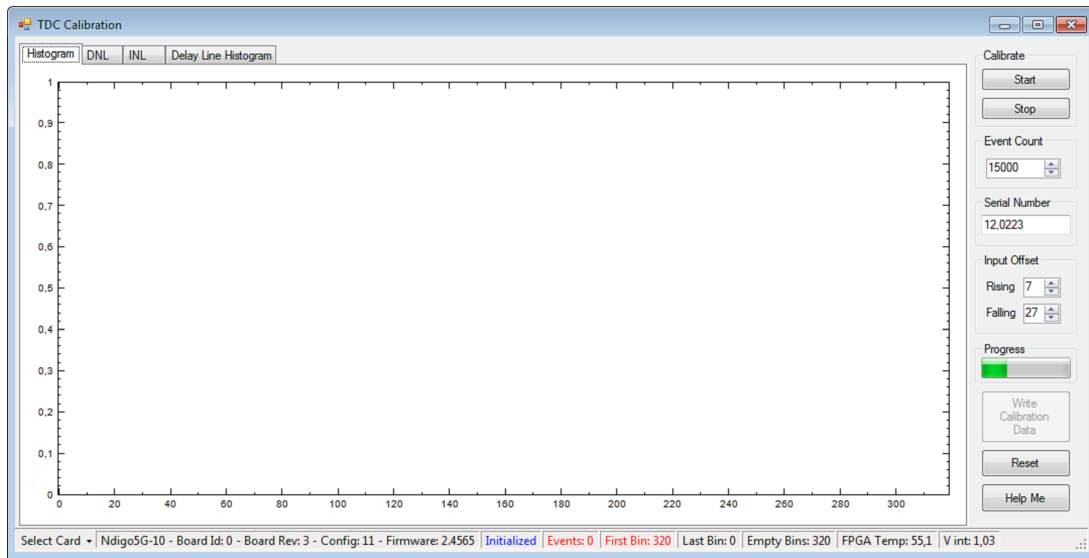 TDC Calibration
Histogram DNL INL Delay Line Histogram
1
0,9
0,8
0,7
0,6
0,5
0,4
0,3
0,2
0,1
0
0 20 40 60 80 100 120 140 160 180 200 220 240 260 280 300
Calibrate
Start
Stop
Event Count
15000
Serial Number
12,0223
Input Offset
Rising 7
Falling 27
Progress
Write
Calibration
Data
Reset
Help Me
Select Card Ndigo5G-10 - Board Id: 0 - Board Rev: 3 - Config: 11 - Firmware: 2.4565 Initialized Events: 0 First Bin: 320 Last Bin: 0 Empty Bins: 320 FPGA Temp: 55,1 V int: 1,03